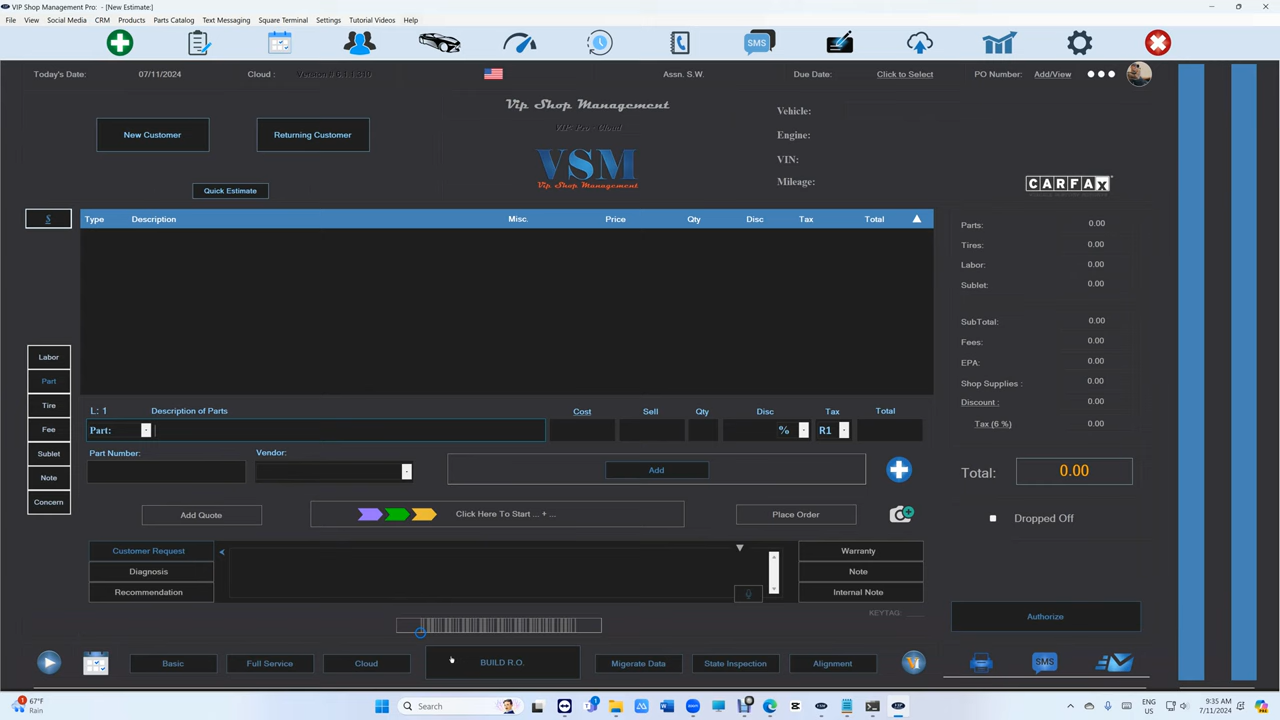 VIP Shop Management Pro: - [New Estimate:]
File View Social Media CRM Products Parts Catalog Text Messaging Square Terminal Settings Tutorial Videos Help
SMS
Today's Date: 07/11/2024 Cloud : Assn. S.W. Due Date: Click to Select PO Number: Add/View
Vip Shop Management
VIP Pro - Cloud
New Customer Returning Customer
Quick Estimate
VSM
Vip Shop Management
Vehicle:
Engine:
VIN:
Mileage:
CARFAX
S Type Description Misc. Price Qty Disc Tax Total
Parts: 0.00
Tires: 0.00
Labor: 0.00
Sublet: 0.00
SubTotal: 0.00
Fees: 0.00
EPA: 0.00
Shop Supplies : 0.00
Discount : 0.00
Tax (6 %) 0.00
Total: 0.00
Dropped Off
Authorize
Labor
Part
Tire
Fee
Sublet
Note
Concern
L: 1 Description of Parts Cost Sell Qty Disc Tax Total
Part: % R1
Part Number: Vendor:
Add
Add Quote Click Here To Start ... + ... Place Order
Customer Request
Diagnosis
Recommendation
Warranty
Note
Internal Note
KEYTAG:
Basic Full Service Cloud BUILD R.O. Migerate Data State Inspection Alignment
SMS
1
67°F
Rain
Search
ENG
US
9:35 AM
7/11/2024